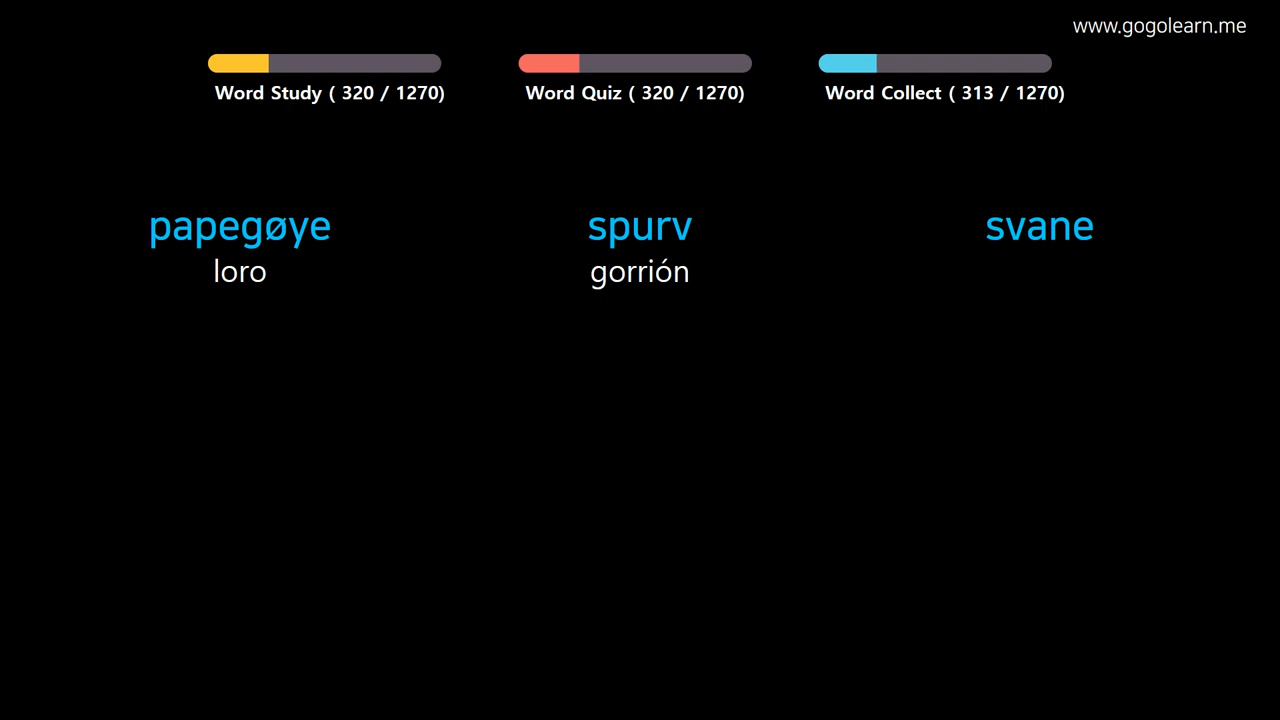 www.gogolearn.me
Word Study ( 320 / 1270)
Word Quiz ( 320 / 1270)
Word Collect ( 313 / 1270)
papegøye
loro
spurv
gorrión
svane